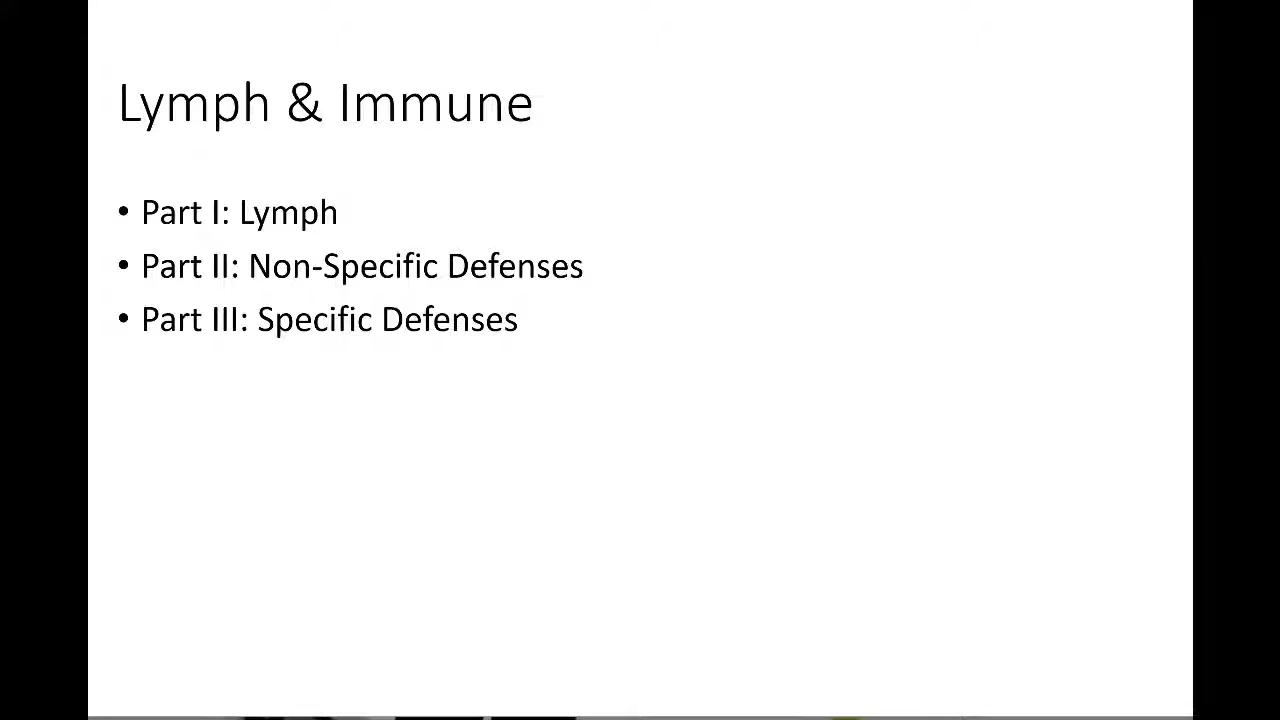 Lymph & Immune
• Part I: Lymph
• Part II: Non-Specific Defenses
• Part III: Specific Defenses